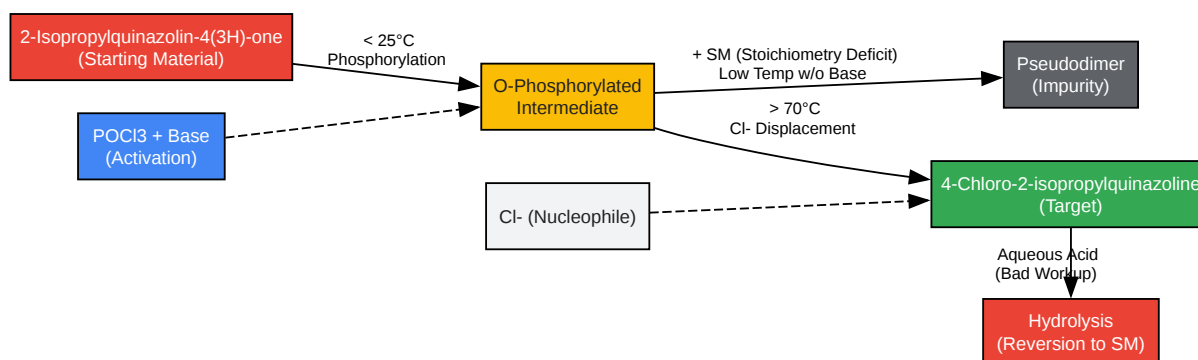 2-Isopropylquinazolin-4(3H)-one
(Starting Material)
< 25°C
Phosphorylation
POCl3 + Base
(Activation)
O-Phosphorylated
Intermediate
+ SM (Stoichiometry Deficit)
Low Temp w/o Base
Pseudodimer
(Impurity)
> 70°C
Cl- Displacement
Cl- (Nucleophile)
4-Chloro-2-isopropylquinazoline
(Target)
Aqueous Acid
(Bad Workup)
Hydrolysis
(Reversion to SM)